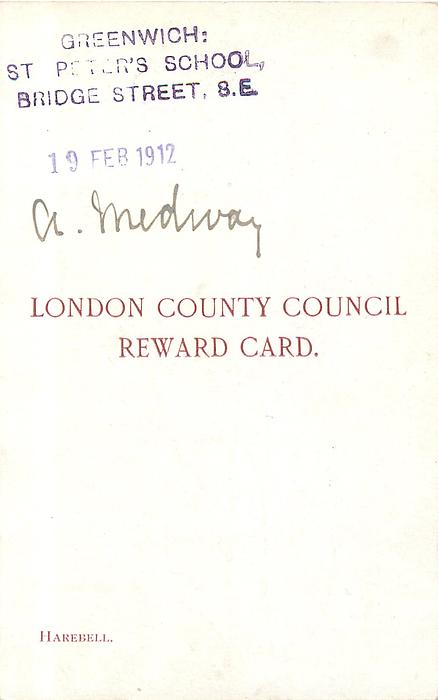 GREENWICH:
ST PETER'S SCHOOL,
BRIDGE STREET, S.E.
19 FEB 1912
A. Medway
LONDON COUNTY COUNCIL
REWARD CARD.
HAREBELL.